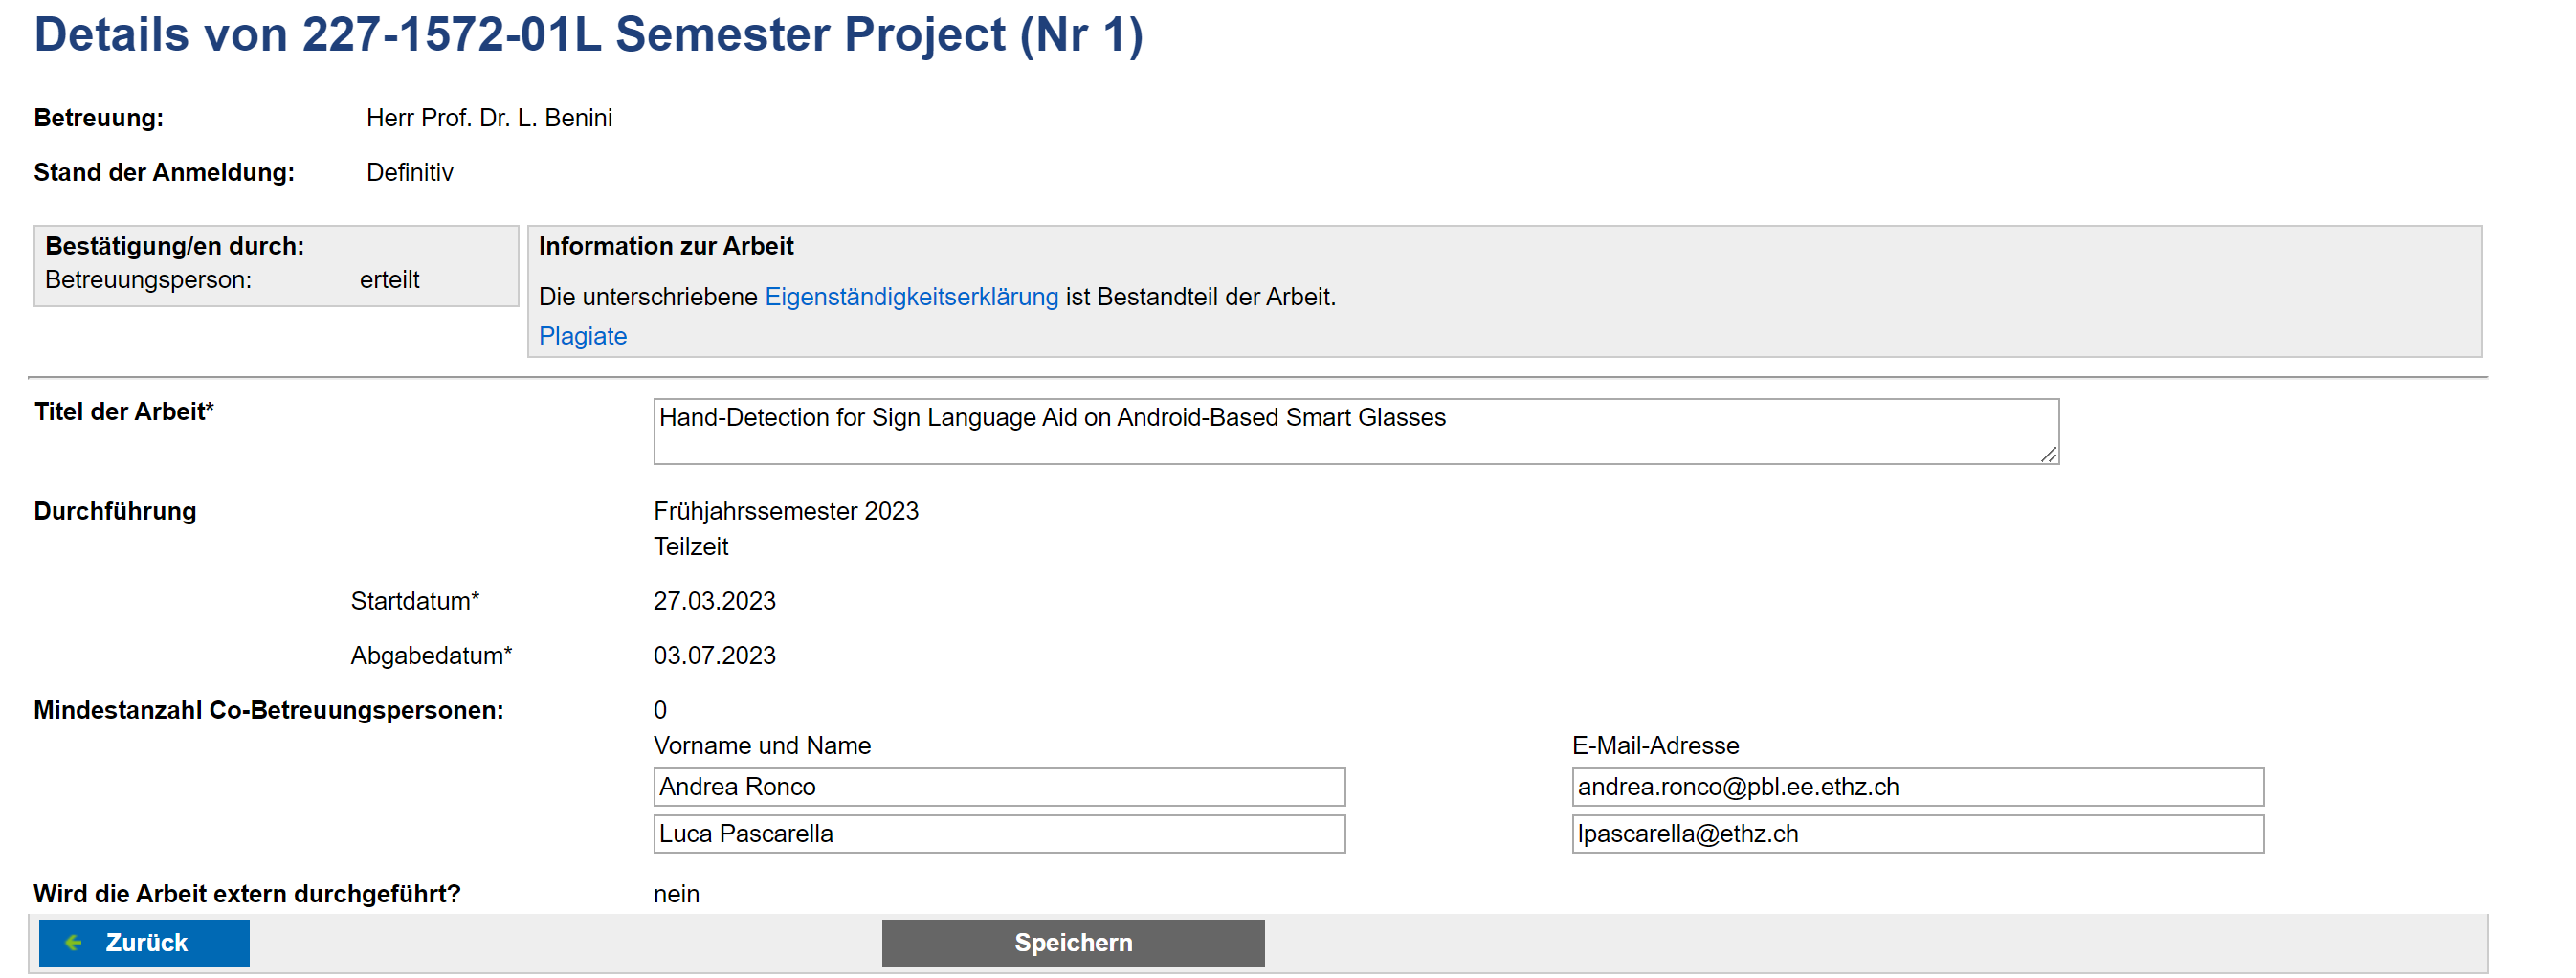 Details von 227-1572-01L Semester Project (Nr 1)
Betreuung: Herr Prof. Dr. L. Benini
Stand der Anmeldung: Definitiv
Bestätigung/en durch:
Betreuungsperson: erteilt
Information zur Arbeit
Die unterschriebene Eigenständigkeitserklärung ist Bestandteil der Arbeit.
Plagiate
Titel der Arbeit* Hand-Detection for Sign Language Aid on Android-Based Smart Glasses
Durchführung Frühjahrssemester 2023
Teilzeit
Startdatum* 27.03.2023
Abgabedatum* 03.07.2023
Mindestanzahl Co-Betreuungspersonen: 0
Vorname und Name E-Mail-Adresse
Andrea Ronco andrea.ronco@pbl.ee.ethz.ch
Luca Pascarella lpascarella@ethz.ch
Wird die Arbeit extern durchgeführt? nein
Zurück Speichern